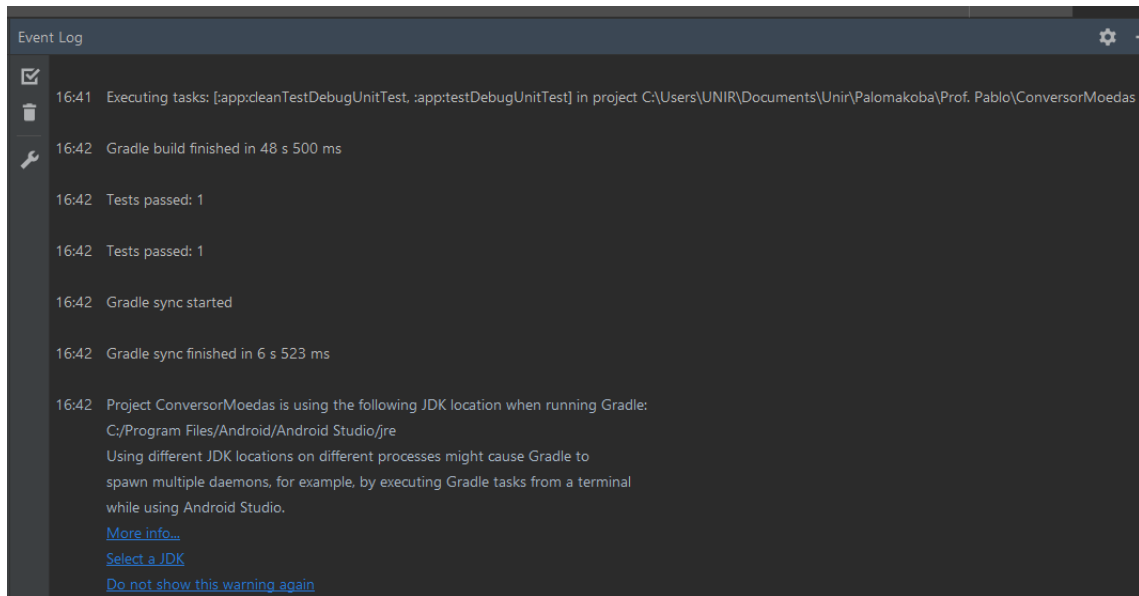 Event Log
16:41 Executing tasks: [:app:cleanTestDebugUnitTest, :app:testDebugUnitTest] in project C:\Users\UNIR\Documents\Unir\Palomakoba\Prof. Pablo\ConversorMoedas
16:42 Gradle build finished in 48 s 500 ms
16:42 Tests passed: 1
16:42 Tests passed: 1
16:42 Gradle sync started
16:42 Gradle sync finished in 6 s 523 ms
16:42 Project ConversorMoedas is using the following JDK location when running Gradle:
C:/Program Files/Android/Android Studio/jre
Using different JDK locations on different processes might cause Gradle to
spawn multiple daemons, for example, by executing Gradle tasks from a terminal
while using Android Studio.
More info...
Select a JDK
Do not show this warning again